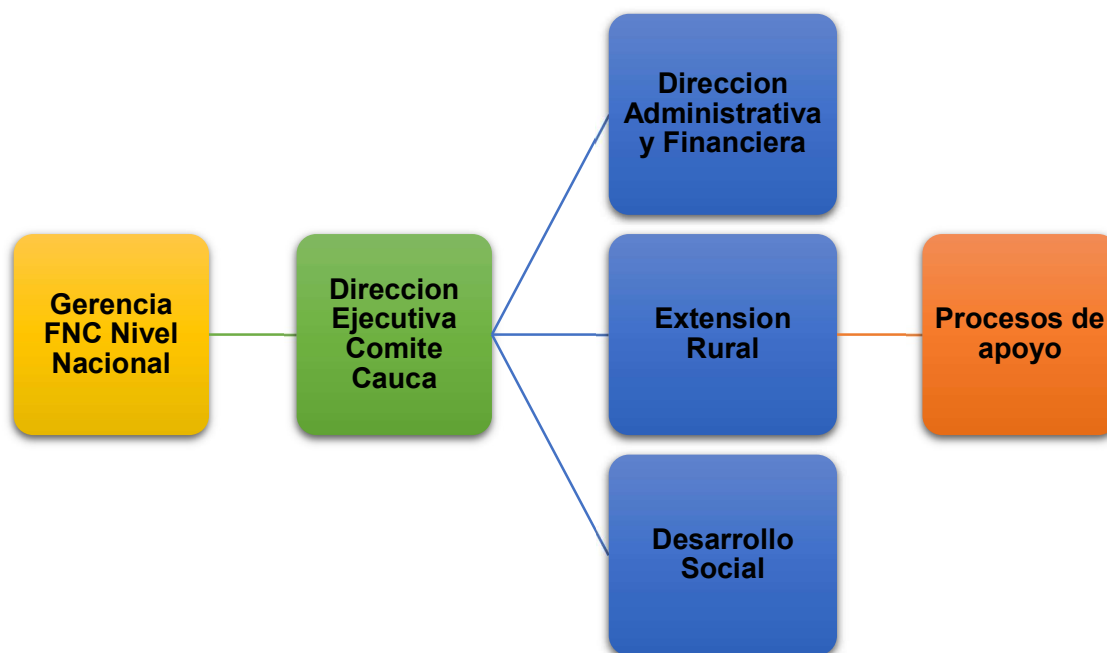 Direccion
Administrativa
y Financiera
Gerencia
FNC Nivel
Nacional
Direccion
Ejecutiva
Comite
Cauca
Extension
Rural
Procesos de
apoyo
Desarrollo
Social